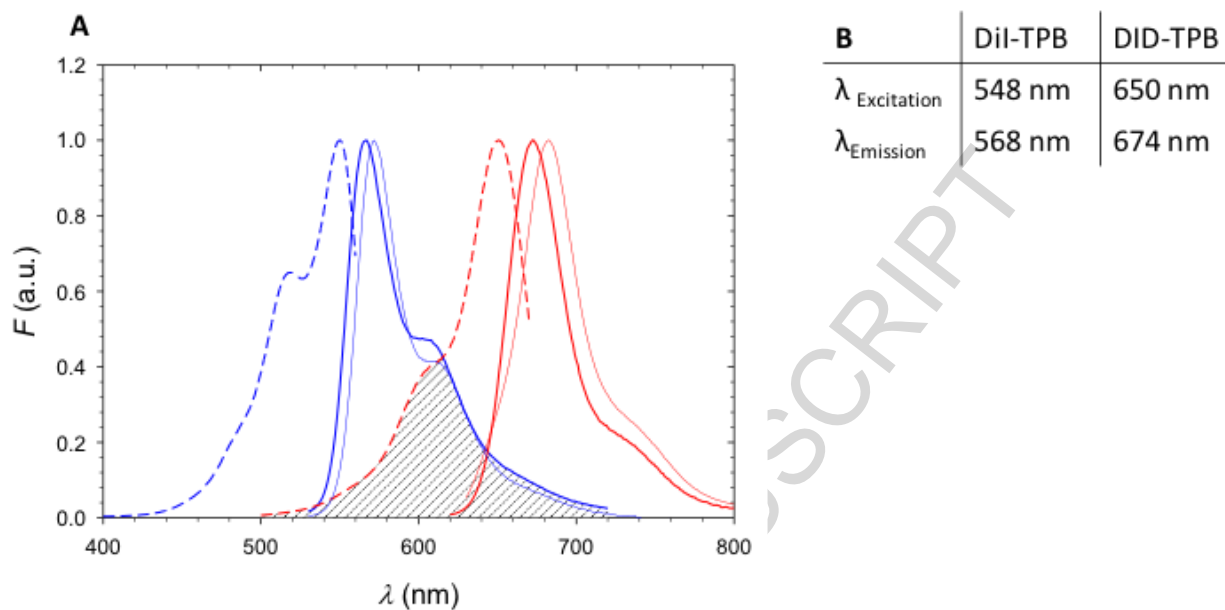 A
1.2
1.0
0.8
0.6
0.4
0.2
0.0
F (a.u.)
400 500 600 700 800
λ (nm)
B DiI-TPB DID-TPB
λ Excitation 548 nm 650 nm
λEmission 568 nm 674 nm
SCRIPT